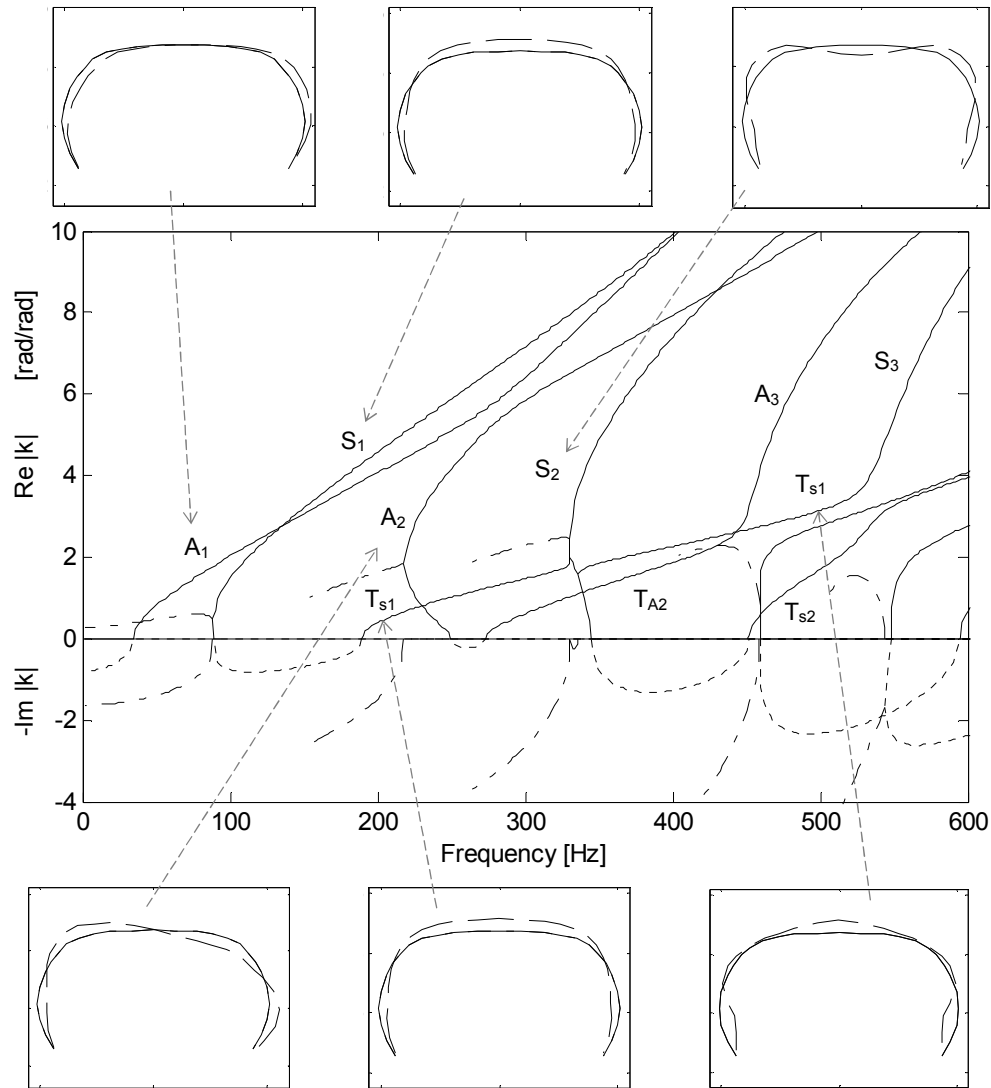 10
8
6
4
2
0
-2
-4
-Im |k| Re |k| [rad/rad]
S₁
A₁
A₂
S₂
A₃
S₃
Tₛ₁
Tₛ₁
T_A2
Tₛ₂
0 100 200 300 400 500 600
Frequency [Hz]